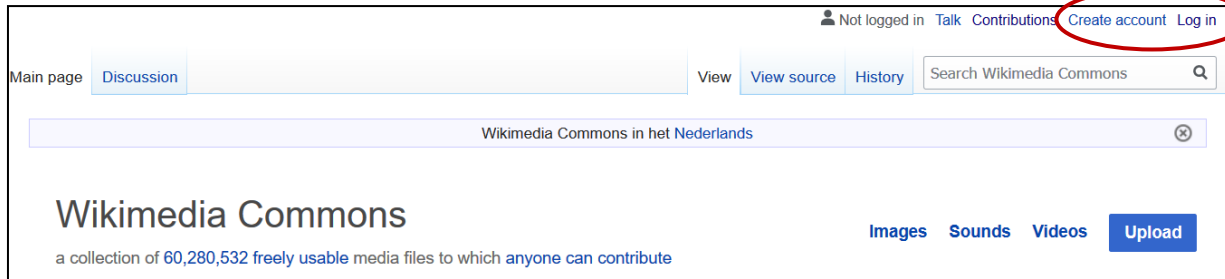 Not logged in Talk Contributions Create account Log in
Main page Discussion View View source History Search Wikimedia Commons
Wikimedia Commons in het Nederlands
Wikimedia Commons
Images Sounds Videos Upload
a collection of 60,280,532 freely usable media files to which anyone can contribute